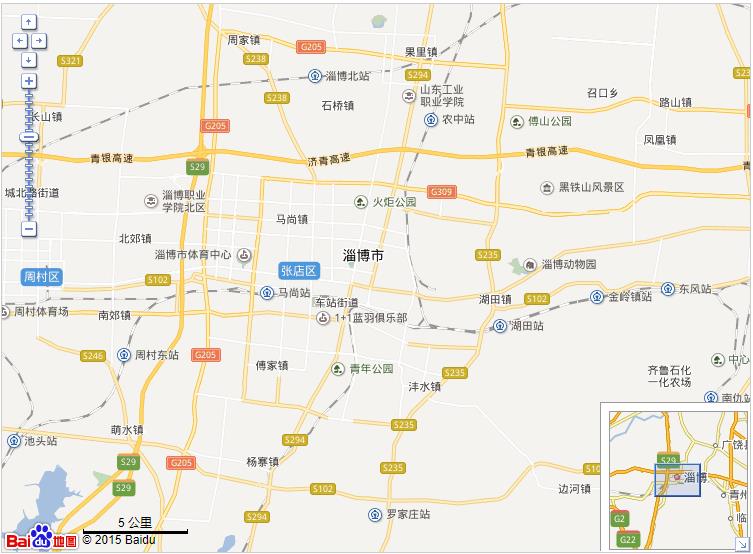 周家镇
G205
果里镇
S321
S238
淄博北站
S294
S23
S238
石桥镇
山东工业
职业学院
召口乡
路山镇
长山镇
G205
农中站
傅山公园
凤凰镇
青银高速
济青高速
青银高速
青
S29
城北路街道
淄博职业
学院北区
火炬公园
G309
黑铁山风景区
马尚镇
北郊镇
淄博市体育中心
淄博市
S235
淄博动物园
周村区
张店区
S102
马尚站
车站街道
湖田镇
S102
金岭镇站
东风站
周村体育场
南郊镇
1+1蓝羽俱乐部
湖田站
S246
周村东站
G205
傅家镇
青年公园
沣水镇
S235
齐鲁石化
一化农场
中心
南仇站
萌水镇
池头站
S294
S235
S29
G205
杨寨镇
S235
S10
S29
S102
边河镇
S294
罗家庄站
广饶县
S29
淄博
青州
G2
临
G22
5 公里
Bai du 地图
© 2015 Baidu